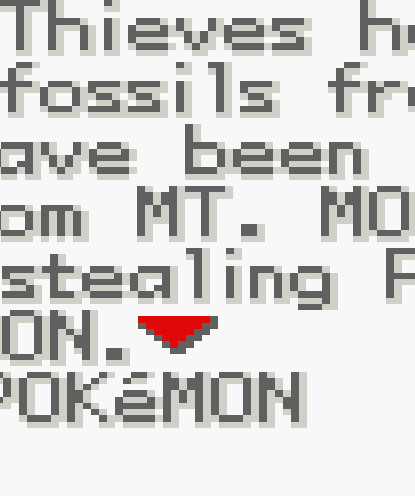 Thieves h
fossils fr
ave been
om MT. MO
stealing P
ON.
POKéMON